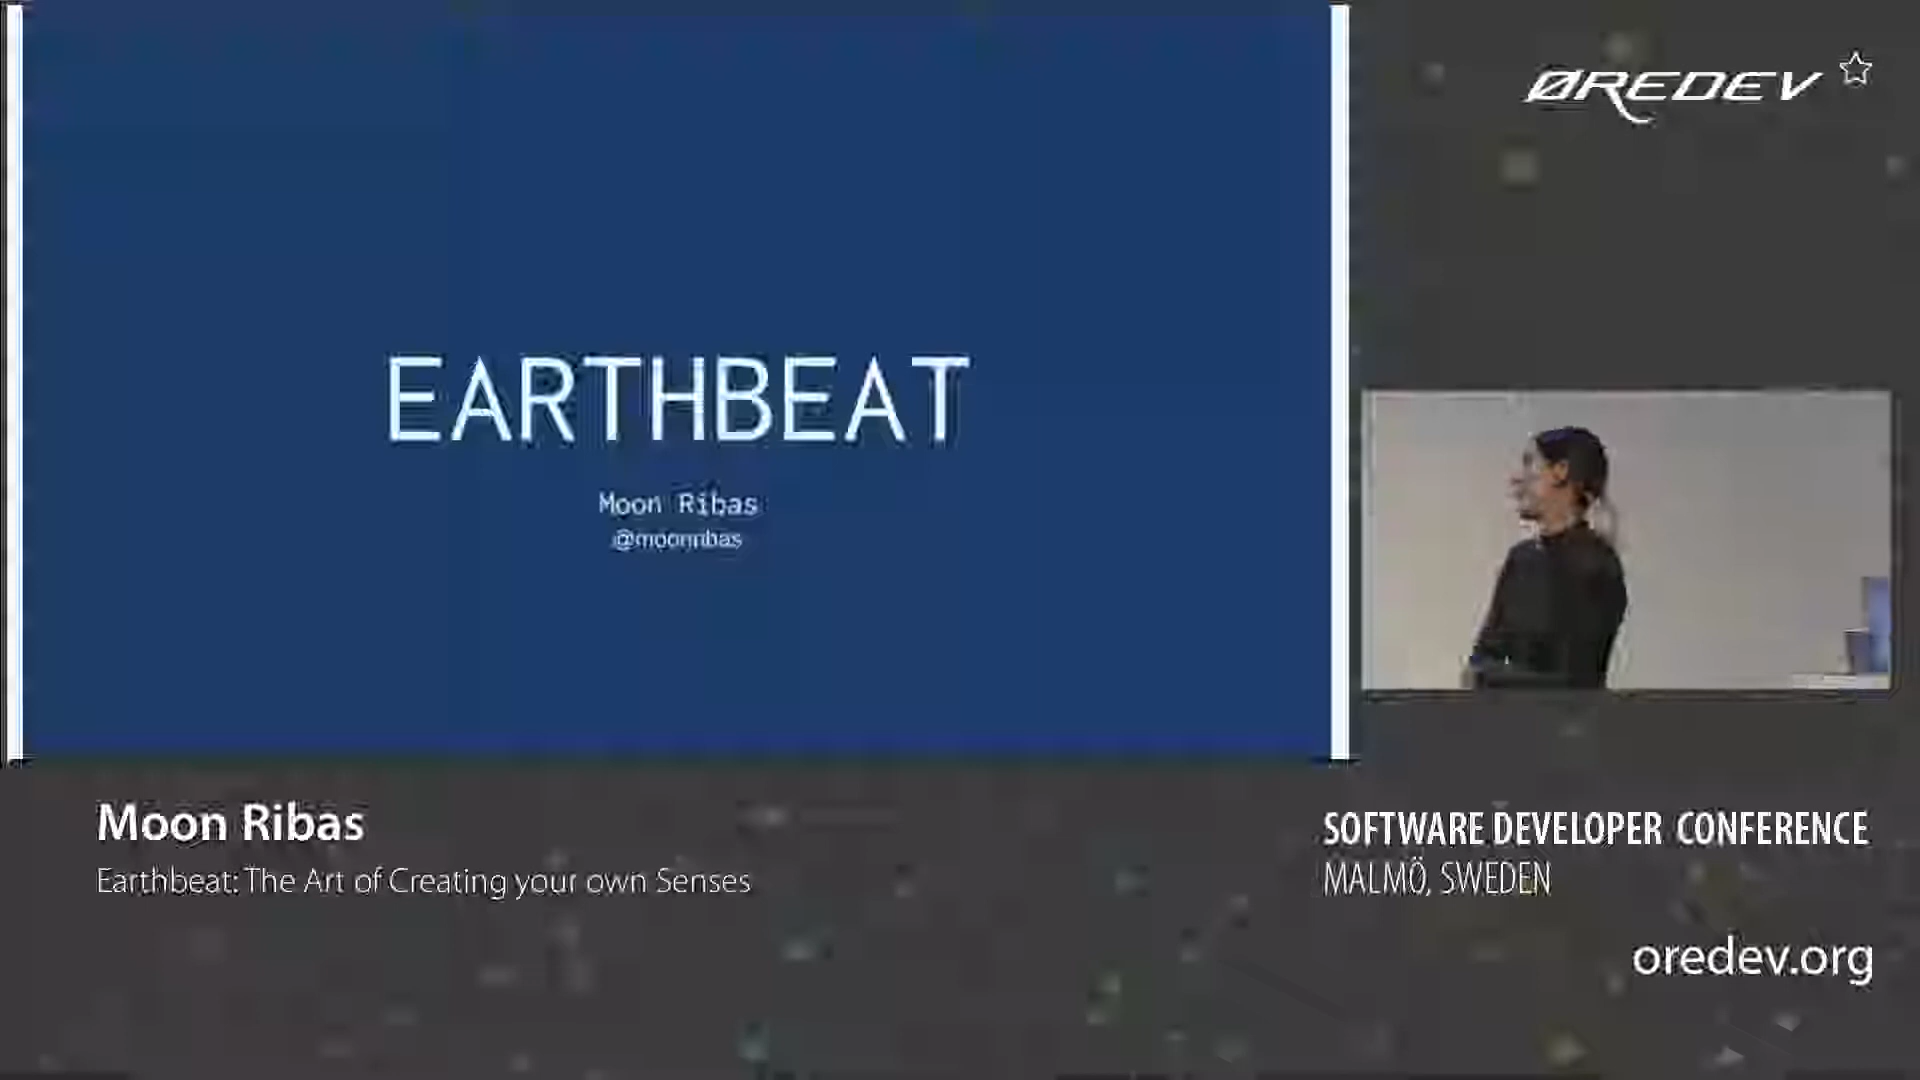 EARTHBEAT
Moon Ribas
@moonribas
ØREDEV
Moon Ribas
Earthbeat: The Art of Creating your own Senses
SOFTWARE DEVELOPER CONFERENCE
MALMÖ, SWEDEN
oredev.org